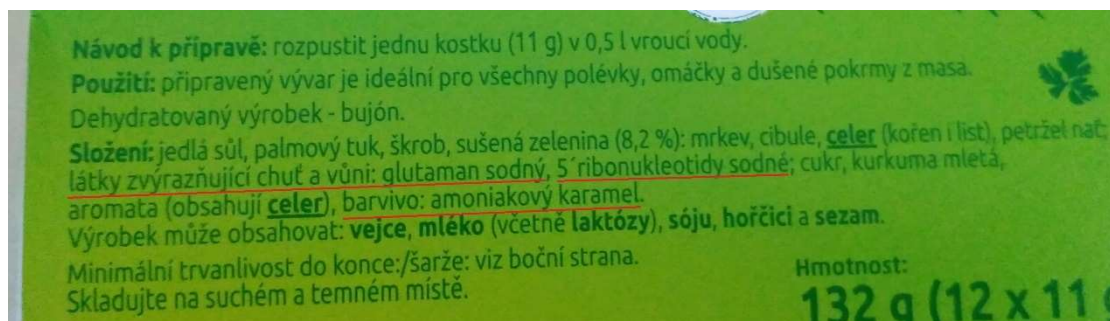 Návod k přípravě: rozpustit jednu kostku (11 g) v 0,5 l vroucí vody.
Použití: připravený vývar je ideální pro všechny polévky, omáčky a dušené pokrmy z masa.
Dehydratovaný výrobek - bujón.
Složení: jedlá sůl, palmový tuk, škrob, sušená zelenina (8,2 %): mrkev, cibule, celer (kořen i list), petržel nať,
látky zvýrazňující chuť a vůni: glutaman sodný, 5´ribonukleotidy sodné; cukr, kurkuma mletá,
aromata (obsahují celer), barvivo: amoniakový karamel.
Výrobek může obsahovat: vejce, mléko (včetně laktózy), sóju, hořčici a sezam.
Minimální trvanlivost do konce:/šarže: viz boční strana.
Skladujte na suchém a temném místě.
Hmotnost:
132 g (12 x 11 g